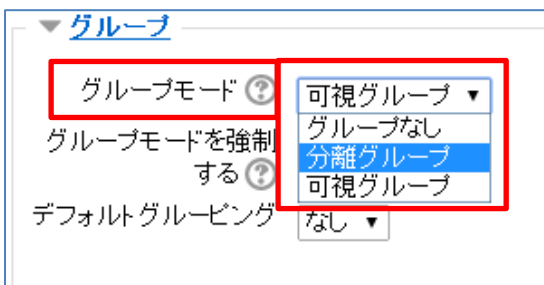 ▼ グループ
グループモード ? 可視グループ ▼
グループなし
グループモードを強制
分離グループ
する ?
可視グループ
デフォルトグルーピング なし ▼